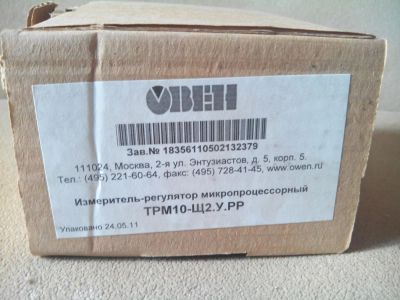 ОВЕН
Зав.№ 18356110502132379
111024, Москва, 2-я ул. Энтузиастов, д. 5, корп. 5.
Тел.: (495) 221-60-64, факс: (495) 728-41-45, www.owen.ru
Измеритель-регулятор микропроцессорный
ТРМ10-Щ2.У.РР
Упаковано 24.05.11